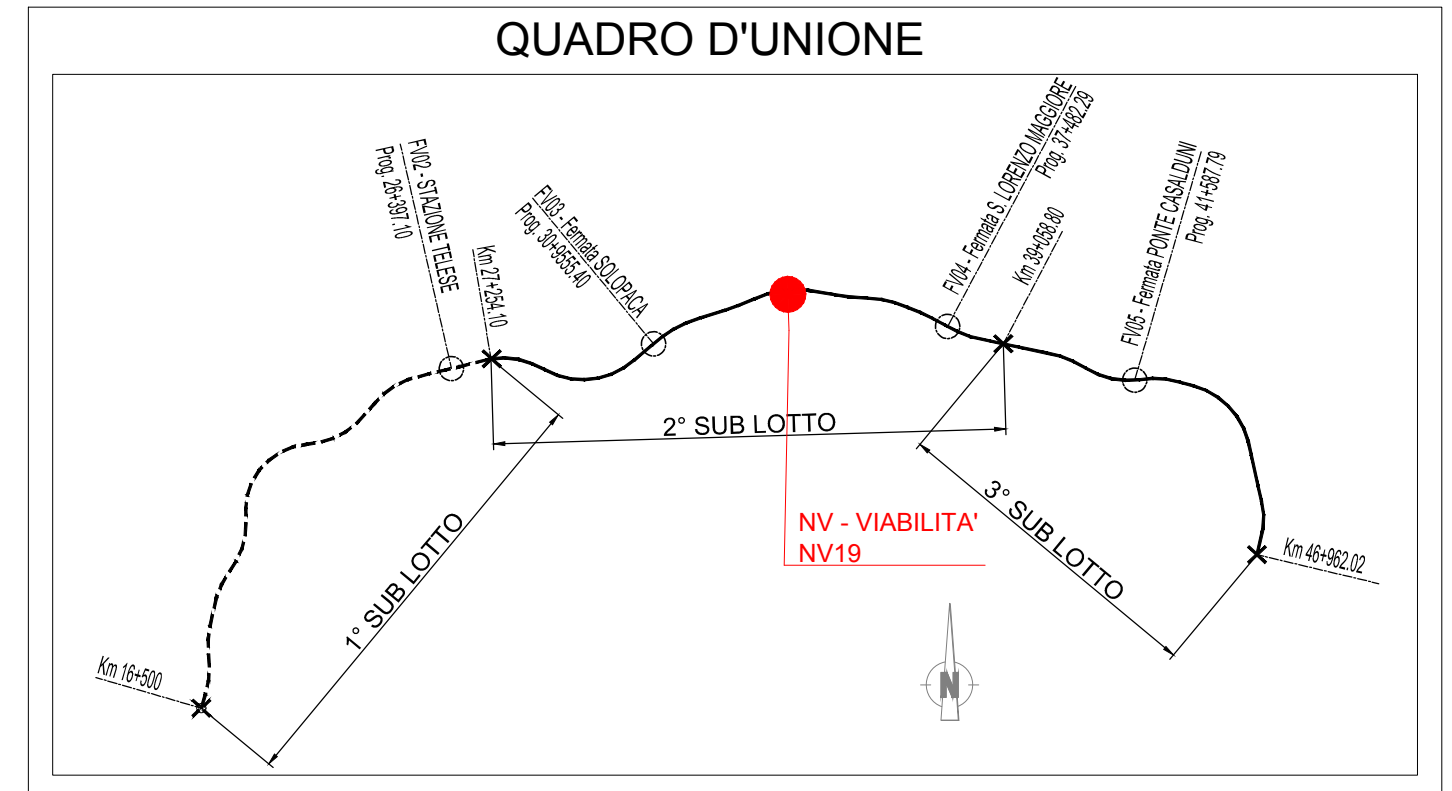 QUADRO D'UNIONE
FV02 - STAZIONE TELESE
Prog. 26+397.10
Km 27+254.10
FV03 - Fermata SOLOPACA
Prog. 30+9555.40
FV04 - Fermata S. LORENZO MAGGIORE
Prog. 37+482.29
Km 39+058.80
FV05 - Fermata PONTE CASALDUNI
Prog. 41+587.79
2° SUB LOTTO
1° SUB LOTTO
3° SUB LOTTO
NV - VIABILITA'
NV19
Km 46+962.02
Km 16+500
N